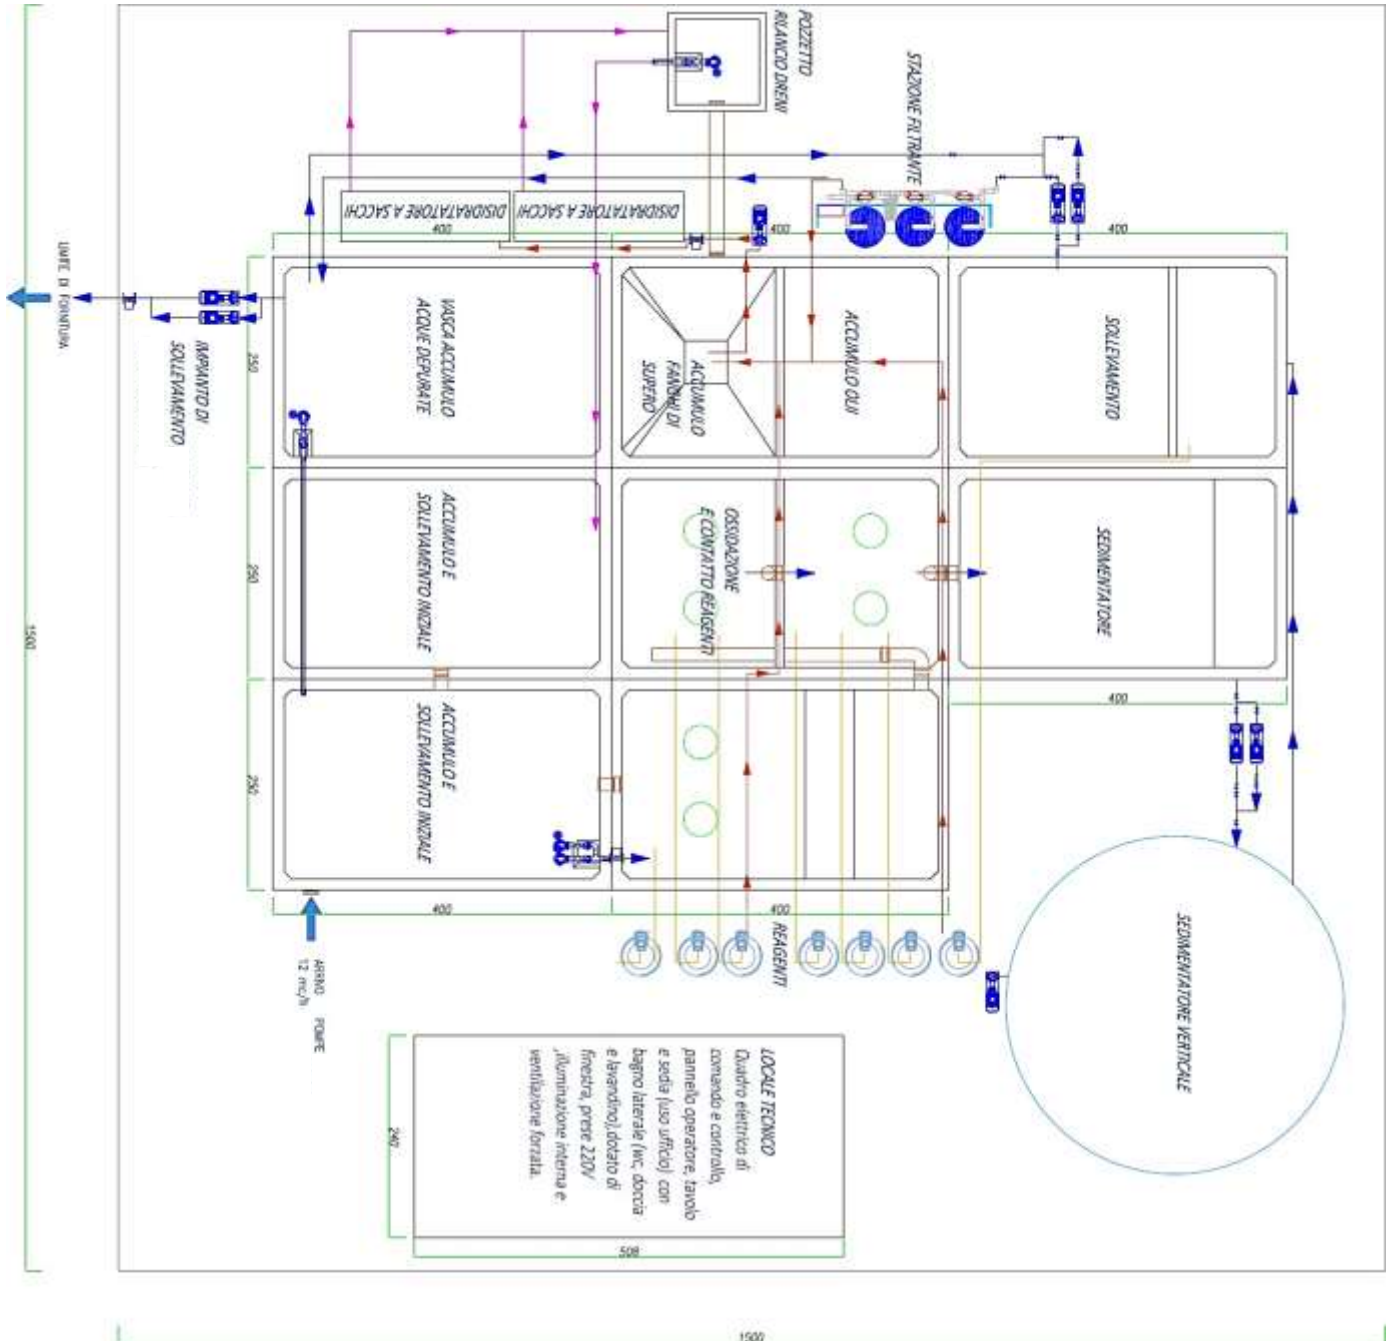 POZZETTO
RILANCIO DRENI
STAZIONE FILTRANTE
DISIDRATATORE A SACCHI
DISIDRATATORE A SACCHI
400
400
400
LIMITE DI FORNITURA
IMPIANTO DI
SOLLEVAMENTO
250
VASCA ACCUMULO
ACQUE DEPURATE
ACCUMULO
FANGHI DI
SUPERO
ACCUMULO OLII
SOLLEVAMENTO
1500
250
ACCUMULO E
SOLLEVAMENTO INIZIALE
OSSIDAZIONE
E CONTATTO REAGENTI
SEDIMENTATORE
400
250
ACCUMULO E
SOLLEVAMENTO INIZIALE
400
400
REAGENTI
SEDIMENTATORE VERTICALE
ARRIVO POMPE
12 mc/h
LOCALE TECNICO
Quadro elettrico di
comando e controllo,
pannello operatore, tavolo
e sedia (uso ufficio) con
bagno laterale (wc, doccia
e lavandino),dotato di
finestra, prese 220V
,illuminazione interna e
ventilazione forzata.
240
508
1500